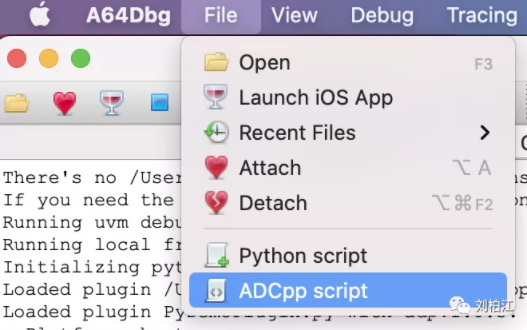 A64Dbg File View Debug Tracing
Open F3
Launch iOS App
Recent Files
Attach ⌥ A
Detach ⌥⌘F2
Python script
ADCpp script
There's no /User
If you need the
Running uvm debu
Running local fr
Initializing pyt
Loaded plugin /U
Loaded plugin Py
刘柏江